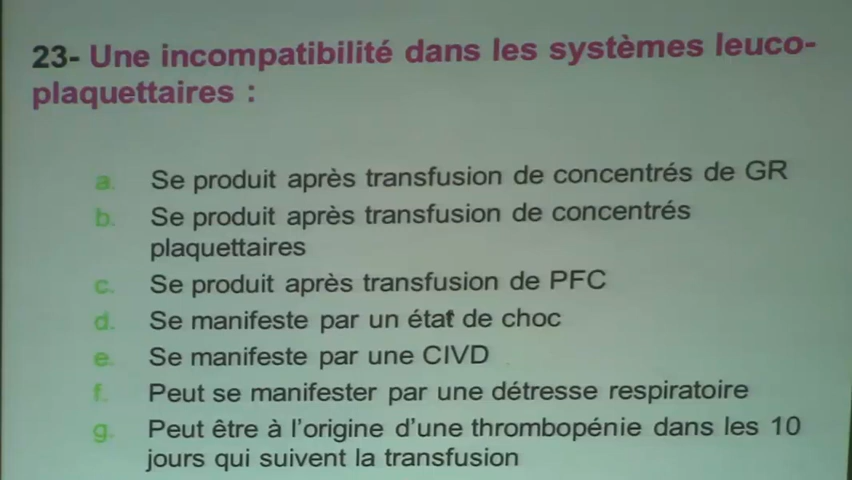 23- Une incompatibilité dans les systèmes leuco-
plaquettaires :
a. Se produit après transfusion de concentrés de GR
b. Se produit après transfusion de concentrés
plaquettaires
c. Se produit après transfusion de PFC
d. Se manifeste par un état de choc
e. Se manifeste par une CIVD
f. Peut se manifester par une détresse respiratoire
g. Peut être à l'origine d'une thrombopénie dans les 10
jours qui suivent la transfusion